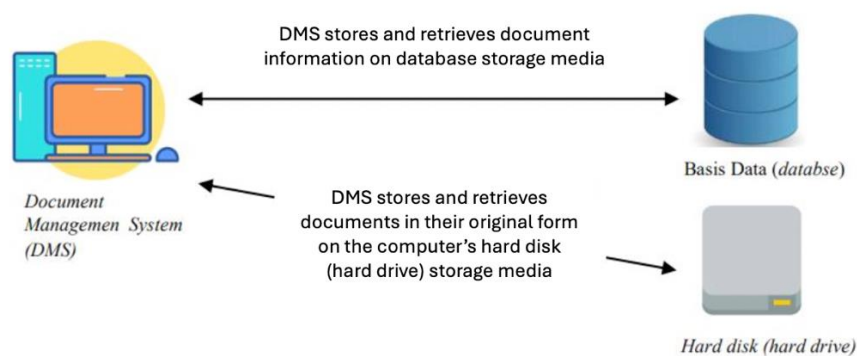 DMS stores and retrieves document
information on database storage media
Basis Data (databse)
Document
Managemen System
(DMS)
DMS stores and retrieves
documents in their original form
on the computer’s hard disk
(hard drive) storage media
Hard disk (hard drive)